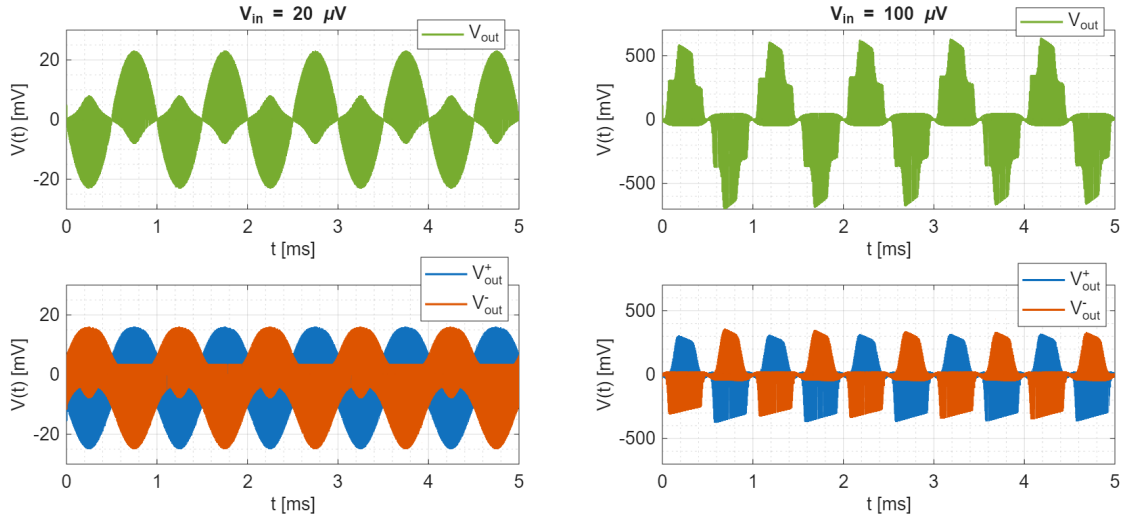 V_in = 20 μV
V_out
20
0
-20
V(t) [mV]
0 1 2 3 4 5
t [ms]
V_in = 100 μV
V_out
500
0
-500
V(t) [mV]
0 1 2 3 4 5
t [ms]
V⁺_out
V⁻_out
20
0
-20
V(t) [mV]
0 1 2 3 4 5
t [ms]
V⁺_out
V⁻_out
500
0
-500
V(t) [mV]
0 1 2 3 4 5
t [ms]